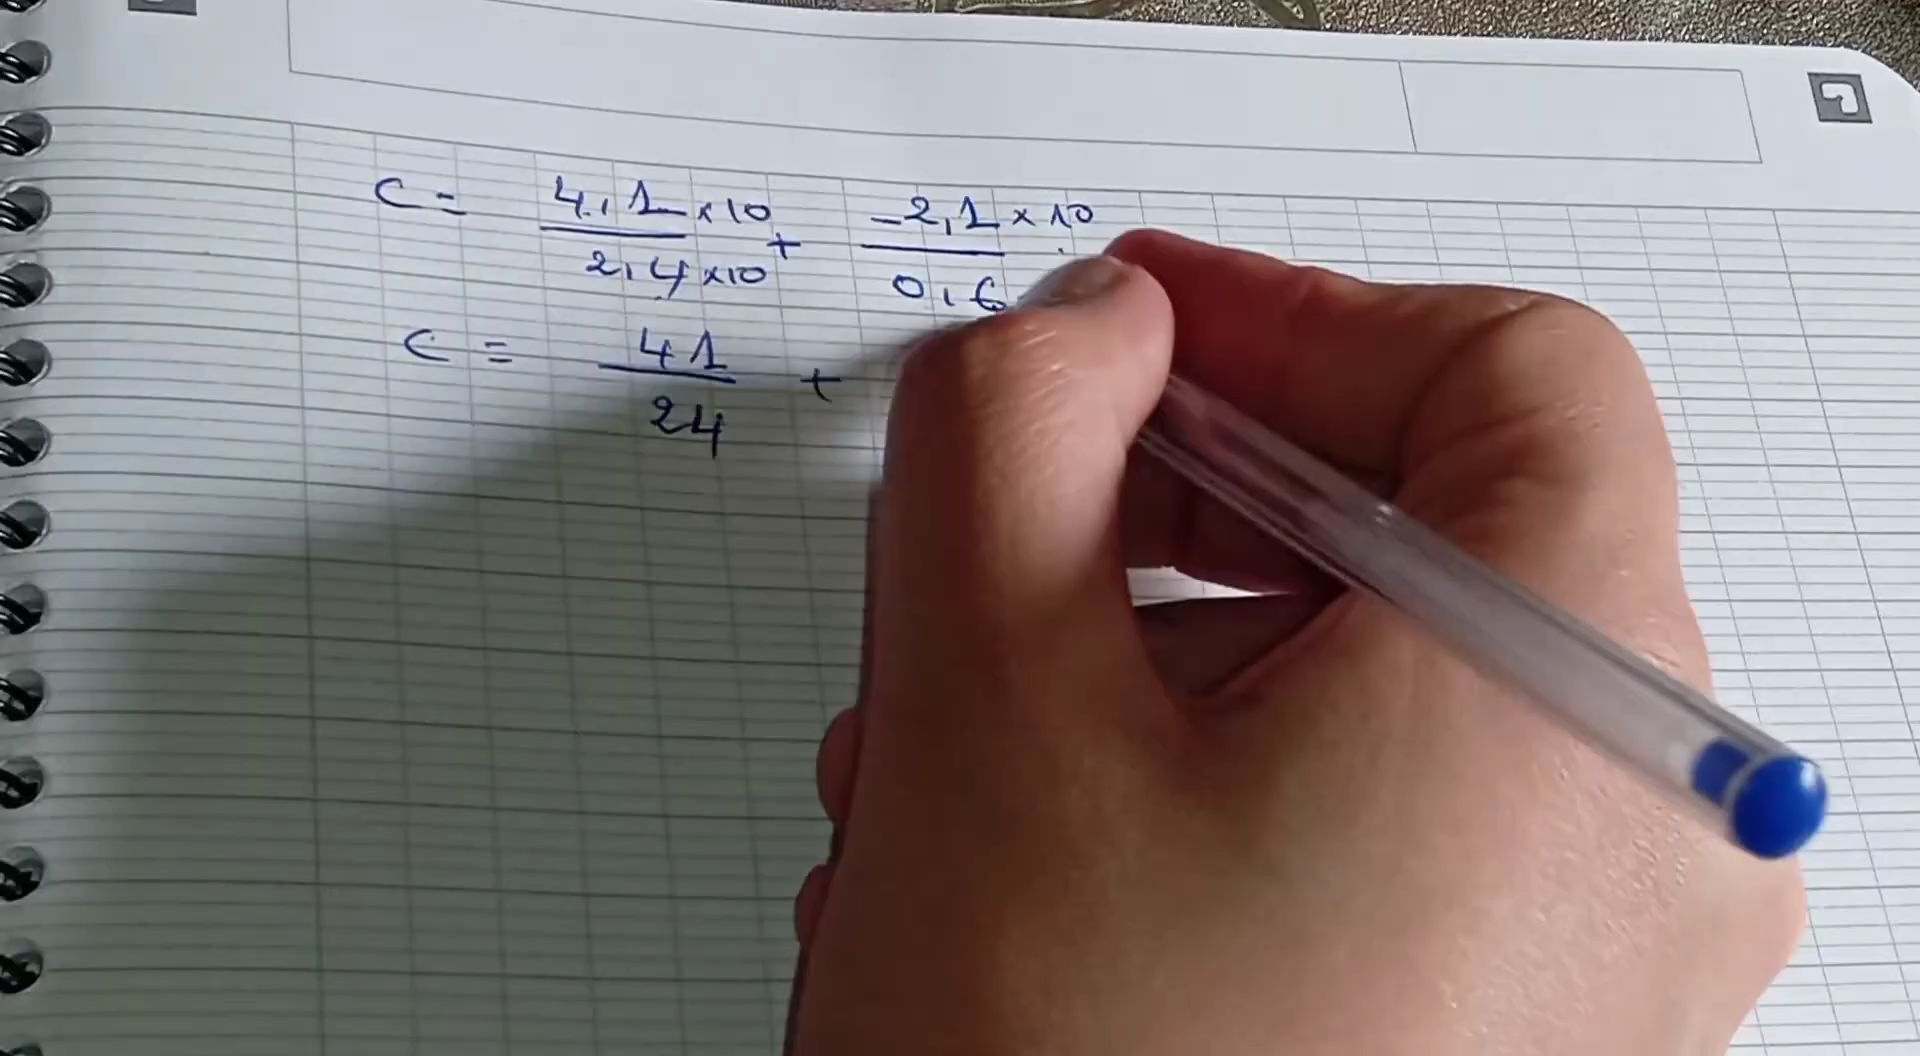 C = 4,1 × 10 / 2,4 × 10 + -2,1 × 10 / 0,6
C = 41 / 24 +